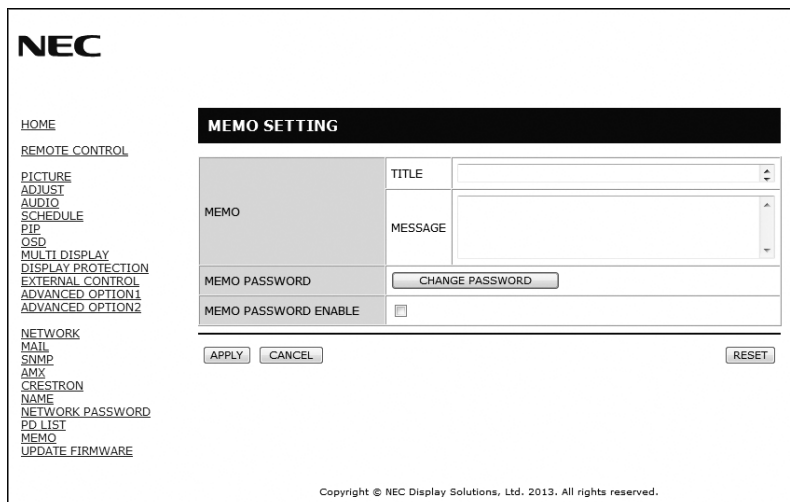 NEC
HOME
REMOTE CONTROL
PICTURE
ADJUST
AUDIO
SCHEDULE
PIP
OSD
MULTI DISPLAY
DISPLAY PROTECTION
EXTERNAL CONTROL
ADVANCED OPTION1
ADVANCED OPTION2
NETWORK
MAIL
SNMP
AMX
CRESTRON
NAME
NETWORK PASSWORD
PD LIST
MEMO
UPDATE FIRMWARE
MEMO SETTING
MEMO
TITLE
MESSAGE
MEMO PASSWORD
CHANGE PASSWORD
MEMO PASSWORD ENABLE
APPLY
CANCEL
RESET
Copyright © NEC Display Solutions, Ltd. 2013. All rights reserved.